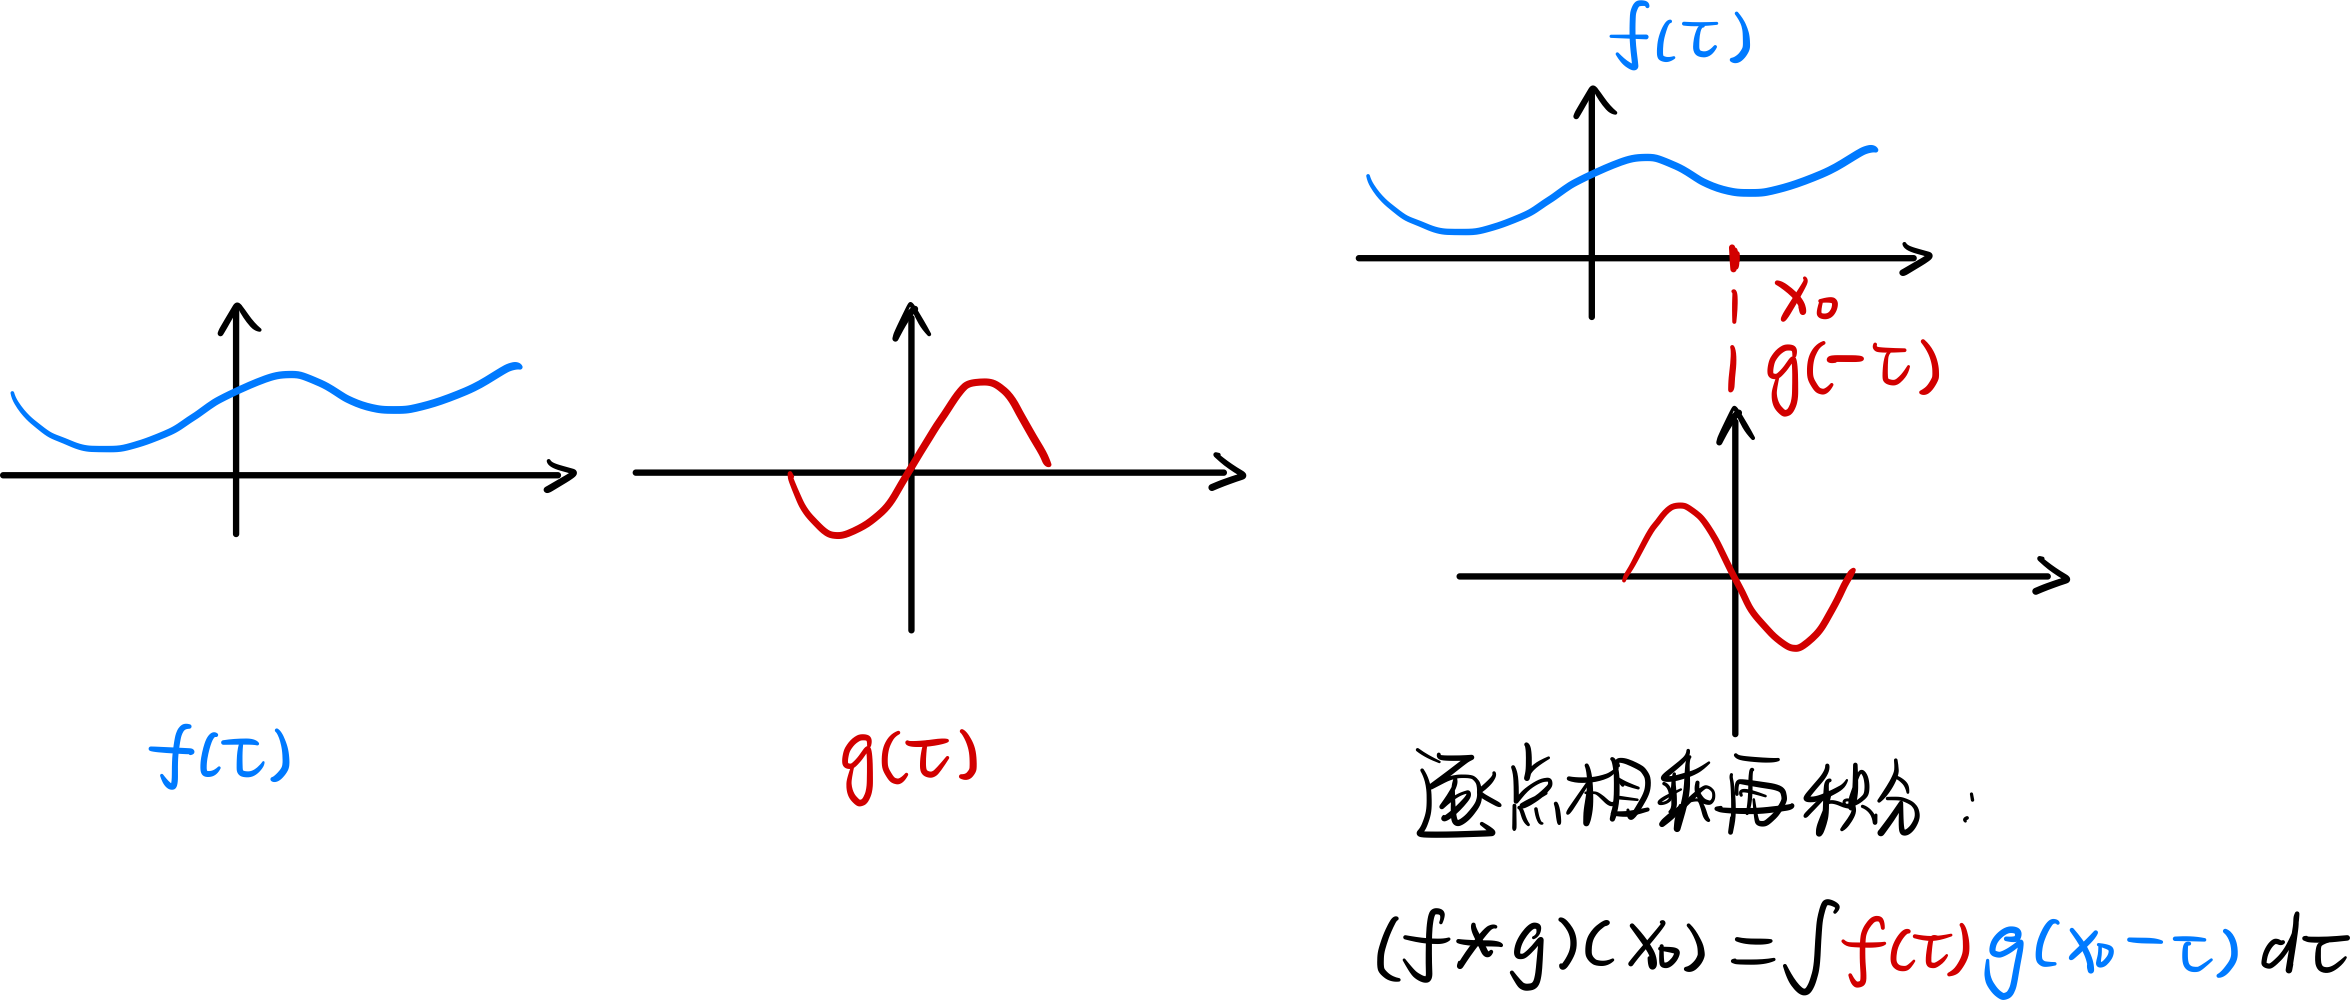 f(τ)
g(τ)
f(τ)
x₀
g(-τ)
逐点相乘再积分:
(f*g)(x₀)=∫f(τ)g(x₀-τ)dτ